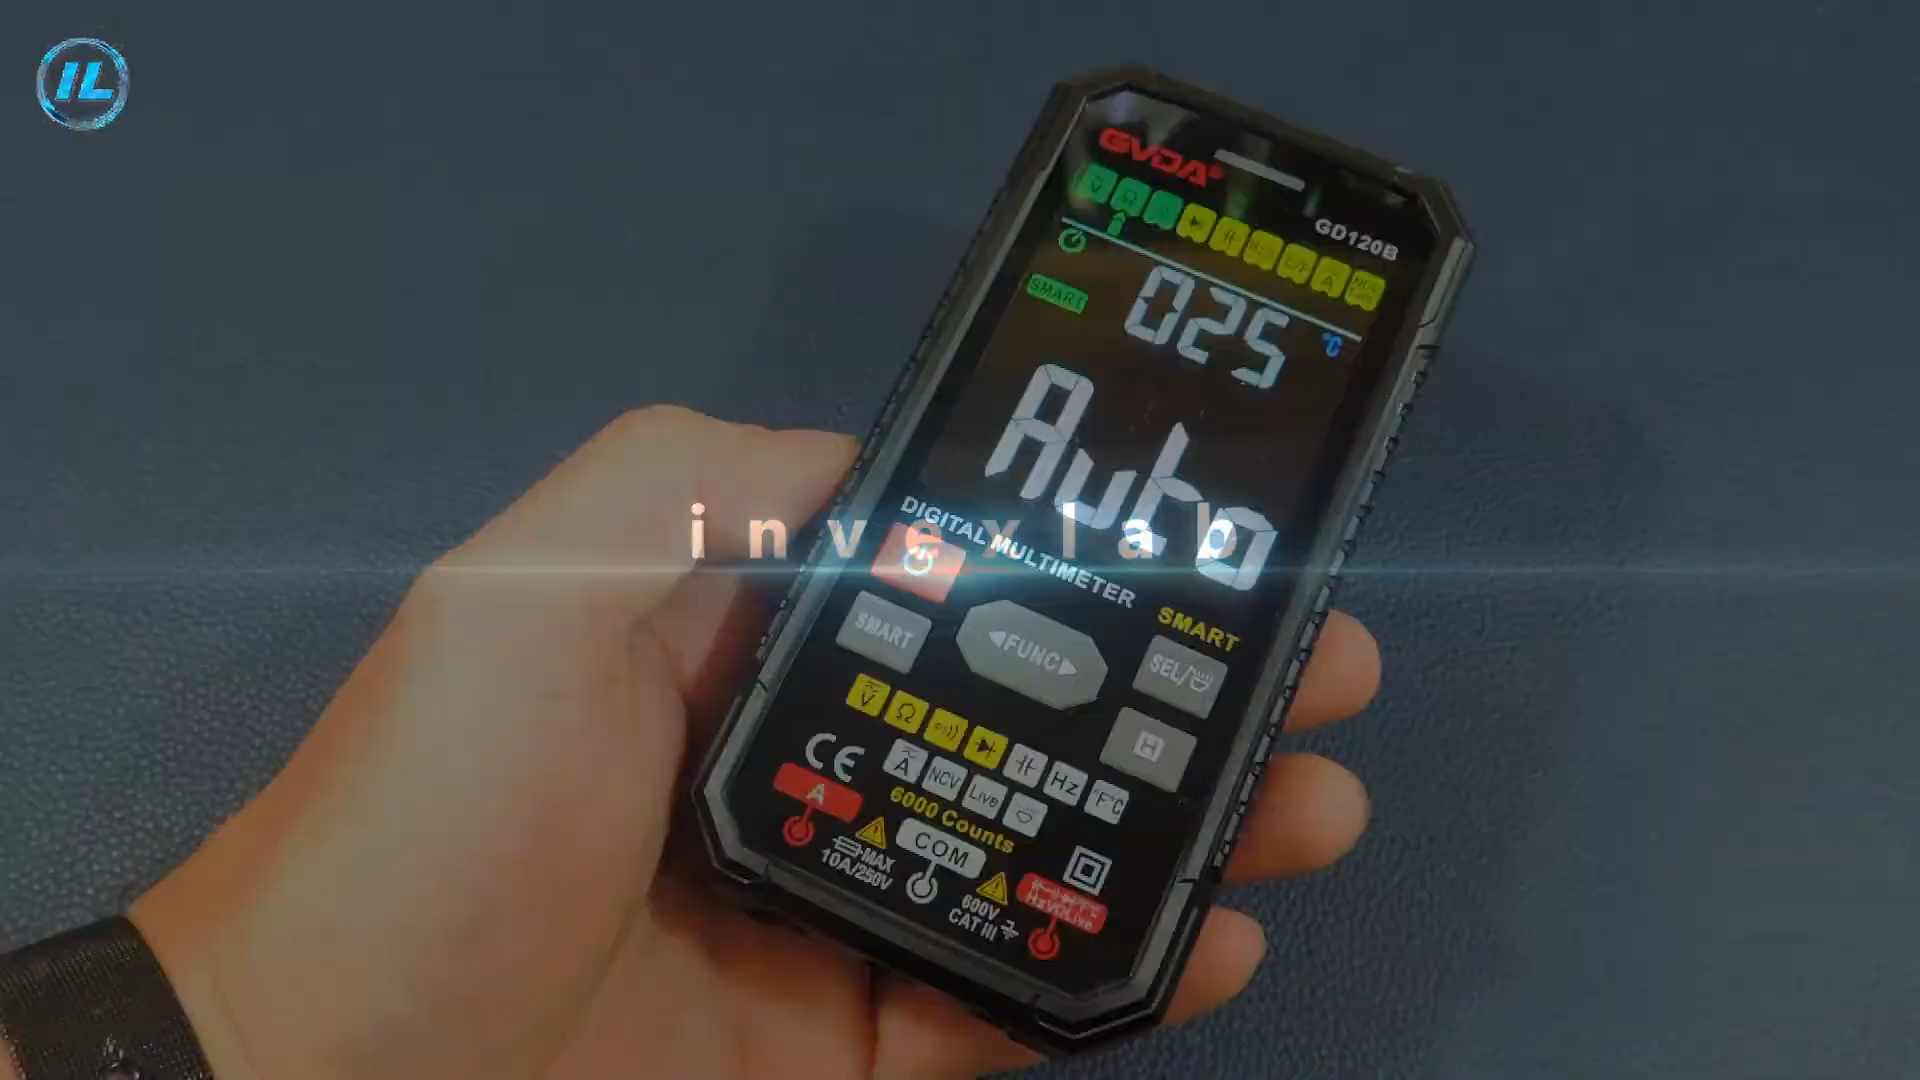 IL
GVDA®
GD120B
SMART
025 °C
Auto
invexlab
DIGITAL MULTIMETER
SMART
SMART
◀FUNC▶
SEL/
H
V Ω
CE
A NCV Live
Hz °F°C
6000 Counts
A
COM
MAX
10A/250V
600V
CAT III
HzVΩLive